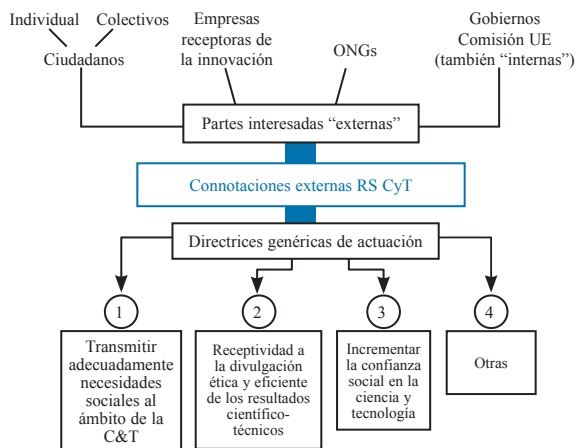 Individual
Colectivos
Ciudadanos
Empresas
receptoras de
la innovación
ONGs
Gobiernos
Comisión UE
(también “internas”)
Partes interesadas “externas”
Connotaciones externas RS CyT
Directrices genéricas de actuación
1
2
3
4
Transmitir
adecuadamente
necesidades
sociales al
ámbito de la
C&T
Receptividad a
la divulgación
ética y eficiente
de los resultados
científico-
técnicos
Incrementar
la confianza
social en la
ciencia y
tecnología
Otras